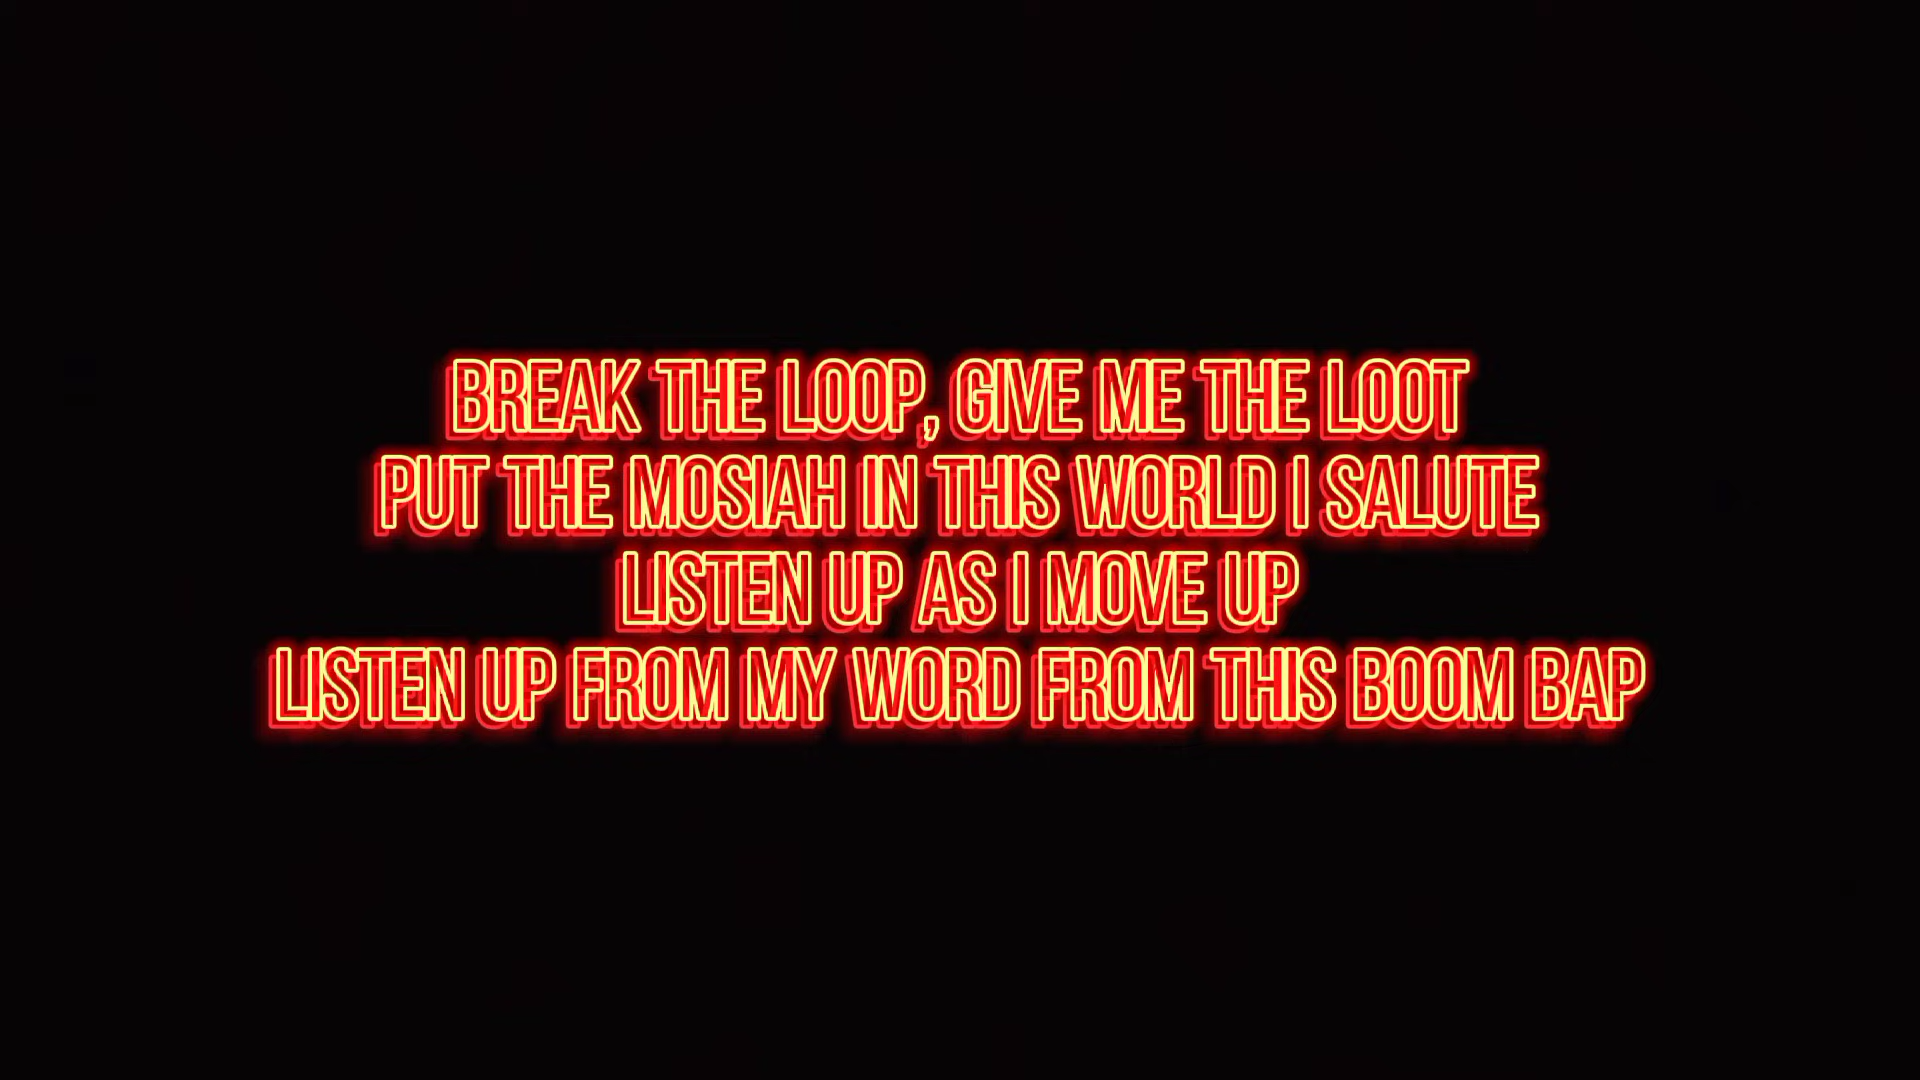 BREAK THE LOOP, GIVE ME THE LOOT
PUT THE MOSIAH IN THIS WORLD I SALUTE
LISTEN UP AS I MOVE UP
LISTEN UP FROM MY WORD FROM THIS BOOM BAP